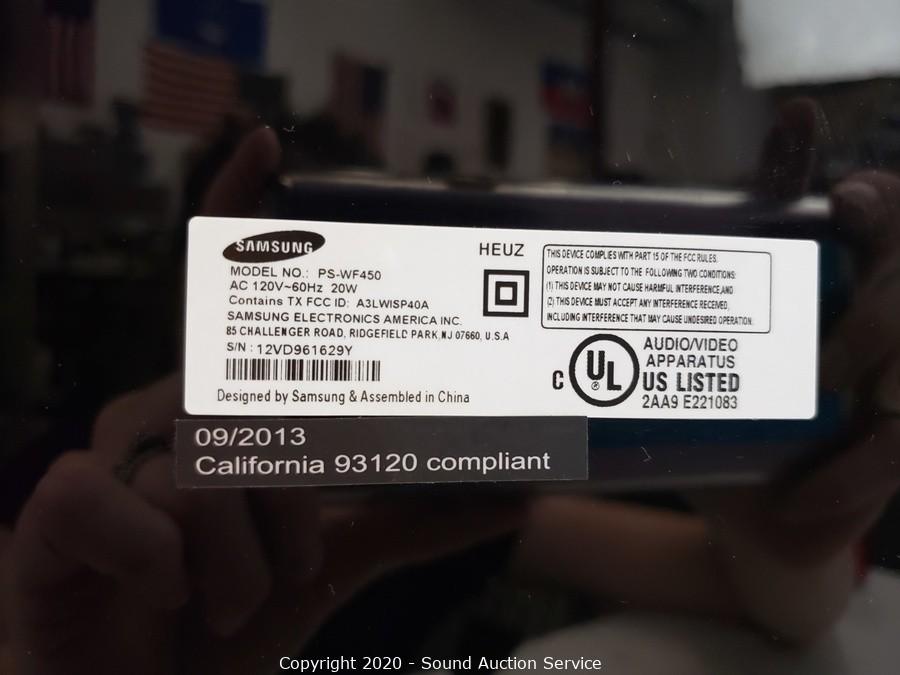 SAMSUNG
MODEL NO.: PS-WF450
AC 120V~60Hz 20W
Contains TX FCC ID: A3LWISP40A
SAMSUNG ELECTRONICS AMERICA INC.
85 CHALLENGER ROAD, RIDGEFIELD PARK,NJ 07660, U.S.A
S/N : 12VD961629Y
Designed by Samsung & Assembled in China
HEUZ
THIS DEVICE COMPLIES WITH PART 15 OF THE FCC RULES.
OPERATION IS SUBJECT TO THE FOLLOWING TWO CONDITIONS:
(1) THIS DEVICE MAY NOT CAUSE HARMFUL INTERFERENCE,AND
(2) THIS DEVICE MUST ACCEPT ANY INTERFERENCE RECEIVED,
INCLUDING INTERFERENCE THAT MAY CAUSE UNDESIRED OPERATION.
C UL ®
AUDIO/VIDEO
APPARATUS
US LISTED
2AA9 E221083
09/2013
California 93120 compliant
Copyright 2020 - Sound Auction Service